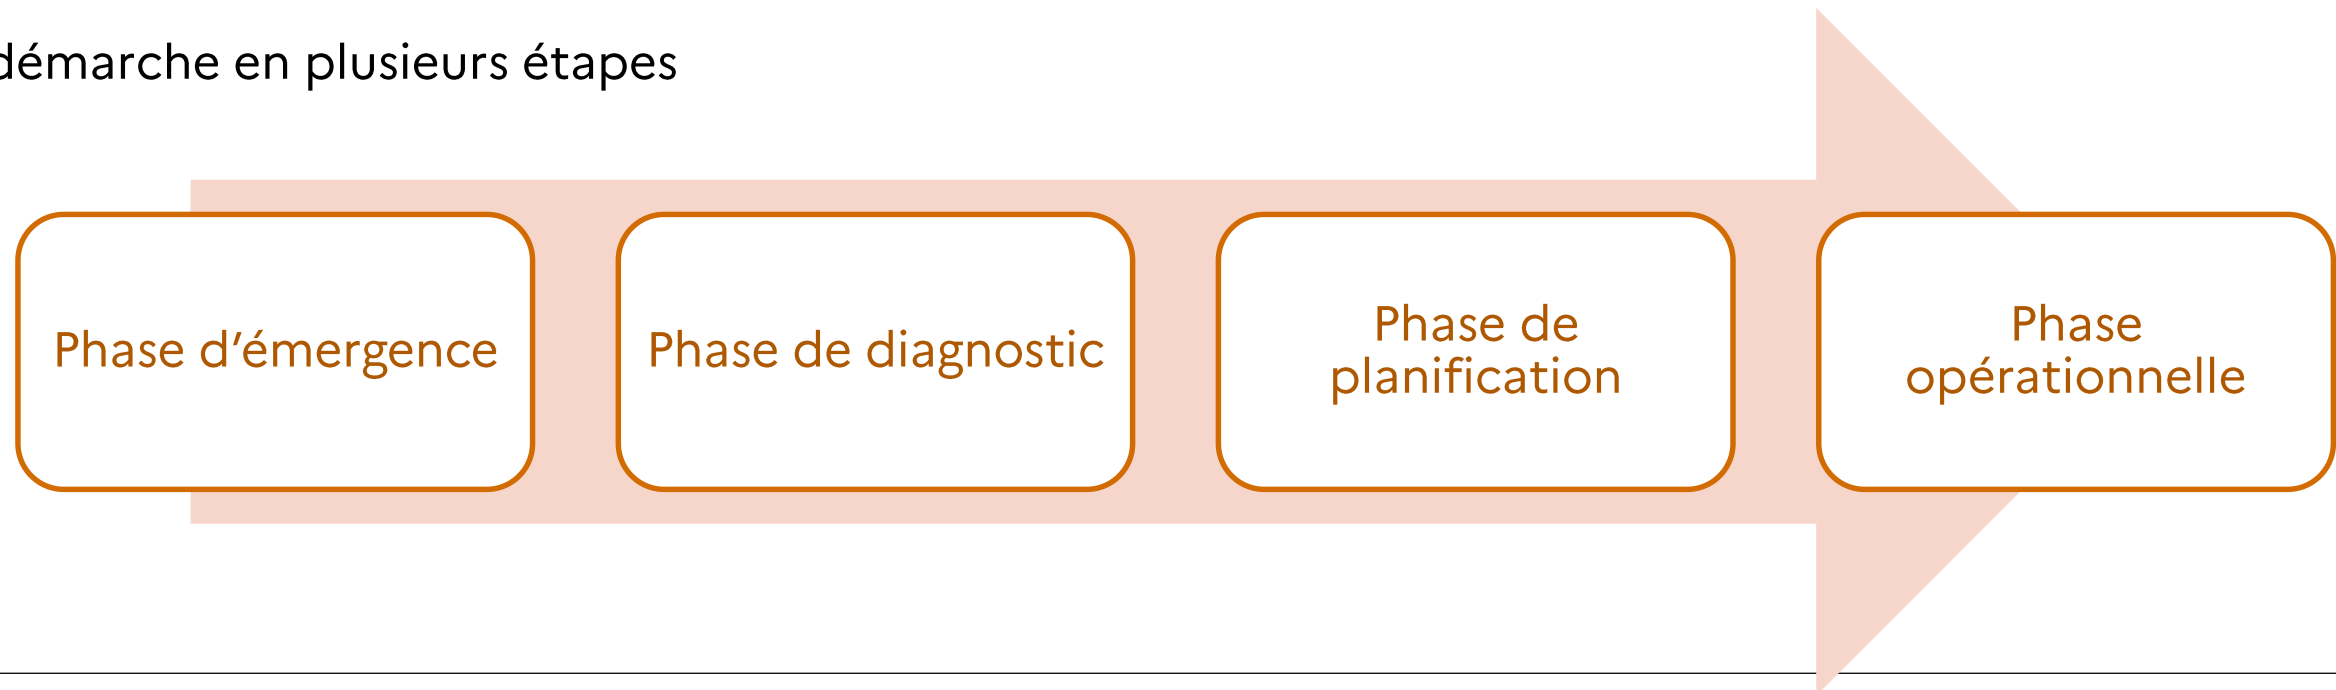 démarche en plusieurs étapes
Phase d’émergence
Phase de diagnostic
Phase de
planification
Phase
opérationnelle